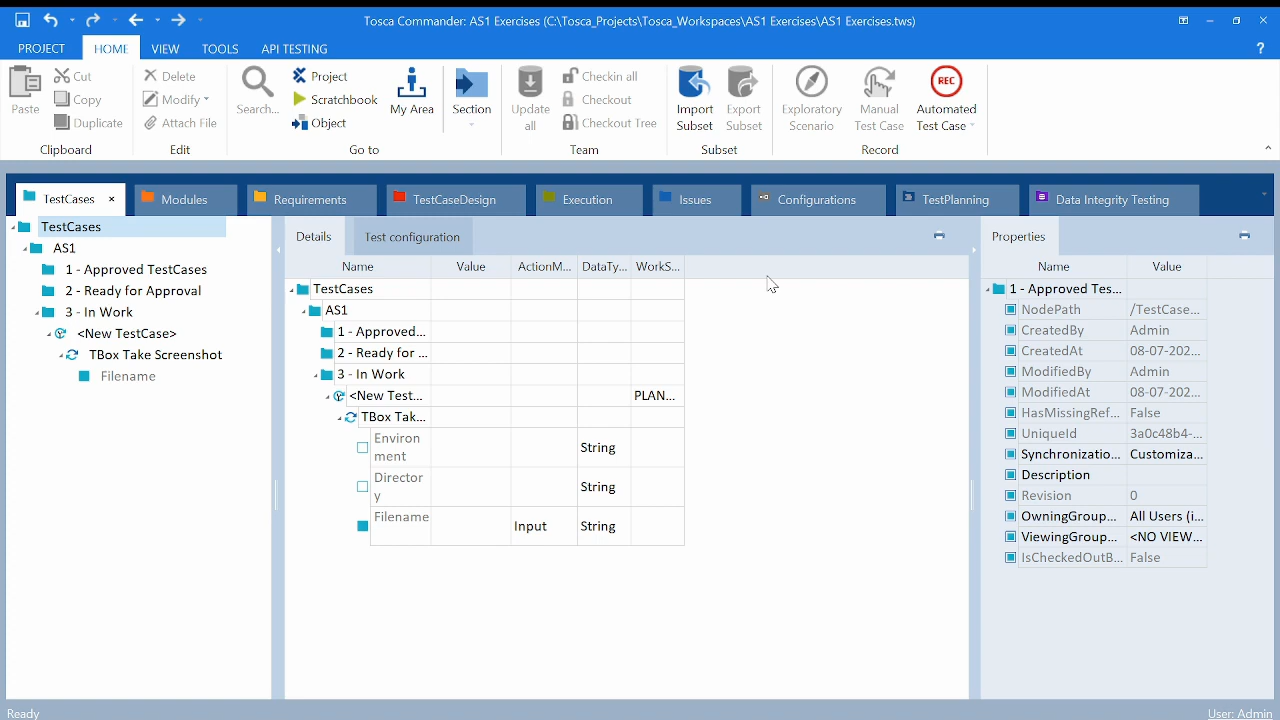 Tosca Commander: AS1 Exercises (C:\Tosca_Projects\Tosca_Workspaces\AS1 Exercises\AS1 Exercises.tws)
PROJECT HOME VIEW TOOLS API TESTING ?
Paste Cut Copy Duplicate
Clipboard
Delete Modify Attach File
Edit
Search... Project Scratchbook Object My Area Section
Go to
Update all Checkin all Checkout Checkout Tree
Team
Import Subset Export Subset
Subset
Exploratory Scenario Manual Test Case REC Automated Test Case
Record
TestCases × Modules Requirements TestCaseDesign Execution Issues Configurations TestPlanning Data Integrity Testing
TestCases
AS1
1 - Approved TestCases
2 - Ready for Approval
3 - In Work
<New TestCase>
TBox Take Screenshot
Filename
Details Test configuration
Name Value ActionM... DataTy... WorkS...
TestCases
AS1
1 - Approved...
2 - Ready for ...
3 - In Work
<New Test... PLAN...
TBox Tak...
Environ
ment String
Director
y String
Filename Input String
Properties
Name Value
1 - Approved Tes...
NodePath /TestCase...
CreatedBy Admin
CreatedAt 08-07-202...
ModifiedBy Admin
ModifiedAt 08-07-202...
HasMissingRef... False
UniqueId 3a0c48b4-...
Synchronizatio... Customiza...
Description
Revision 0
OwningGroup... All Users (i...
ViewingGroup... <NO VIEW...
IsCheckedOutB... False
Ready User: Admin